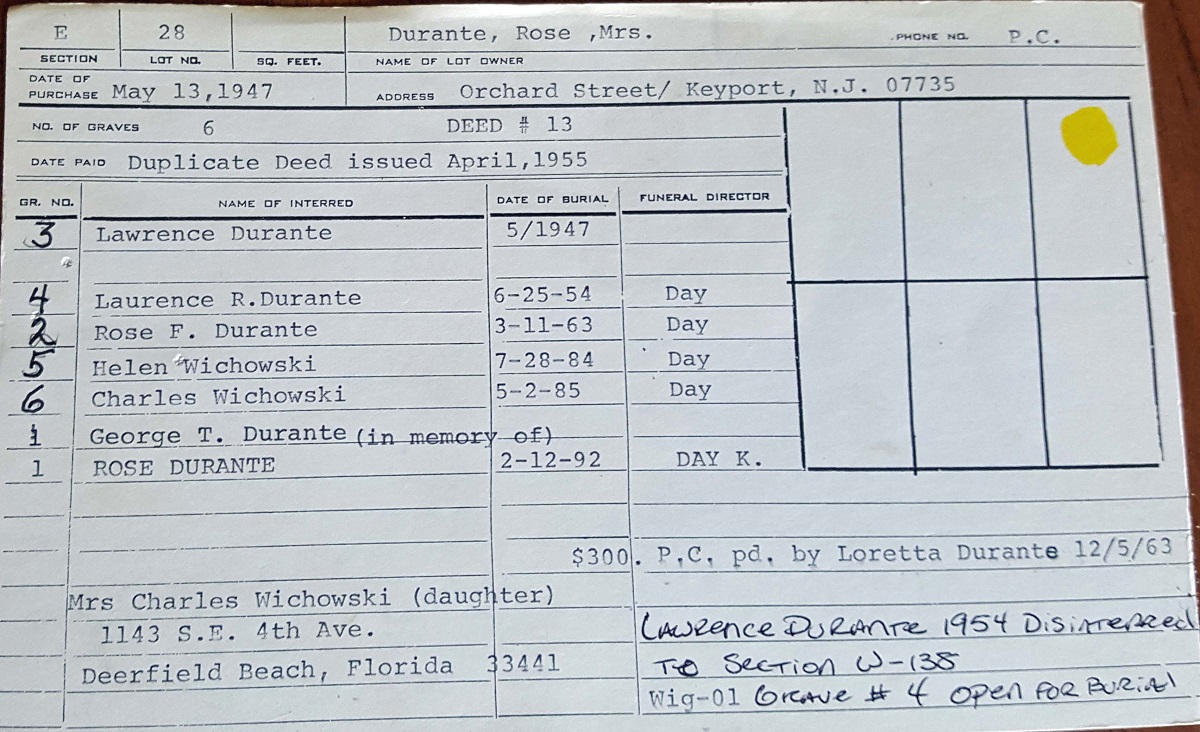 E 28 Durante, Rose ,Mrs. PHONE NO. P.C.
SECTION LOT NO. SQ. FEET. NAME OF LOT OWNER
DATE OF
PURCHASE May 13,1947 ADDRESS Orchard Street/ Keyport, N.J. 07735
NO. OF GRAVES 6 DEED # 13
DATE PAID Duplicate Deed issued April,1955
GR. NO. NAME OF INTERRED DATE OF BURIAL FUNERAL DIRECTOR
3 Lawrence Durante 5/1947
4 Laurence R.Durante 6-25-54 Day
2 Rose F. Durante 3-11-63 Day
5 Helen Wichowski 7-28-84 Day
6 Charles Wichowski 5-2-85 Day
1 George T. Durante (in memory of)
1 ROSE DURANTE 2-12-92 DAY K.
$300. P.C. pd. by Loretta Durante 12/5/63
Mrs Charles Wichowski (daughter)
1143 S.E. 4th Ave.
Deerfield Beach, Florida 33441
LAWRENCE DURANTE 1954 DISINTERRED
TO SECTION W-138
Wig-01 GRAVE # 4 OPEN FOR BURIAL